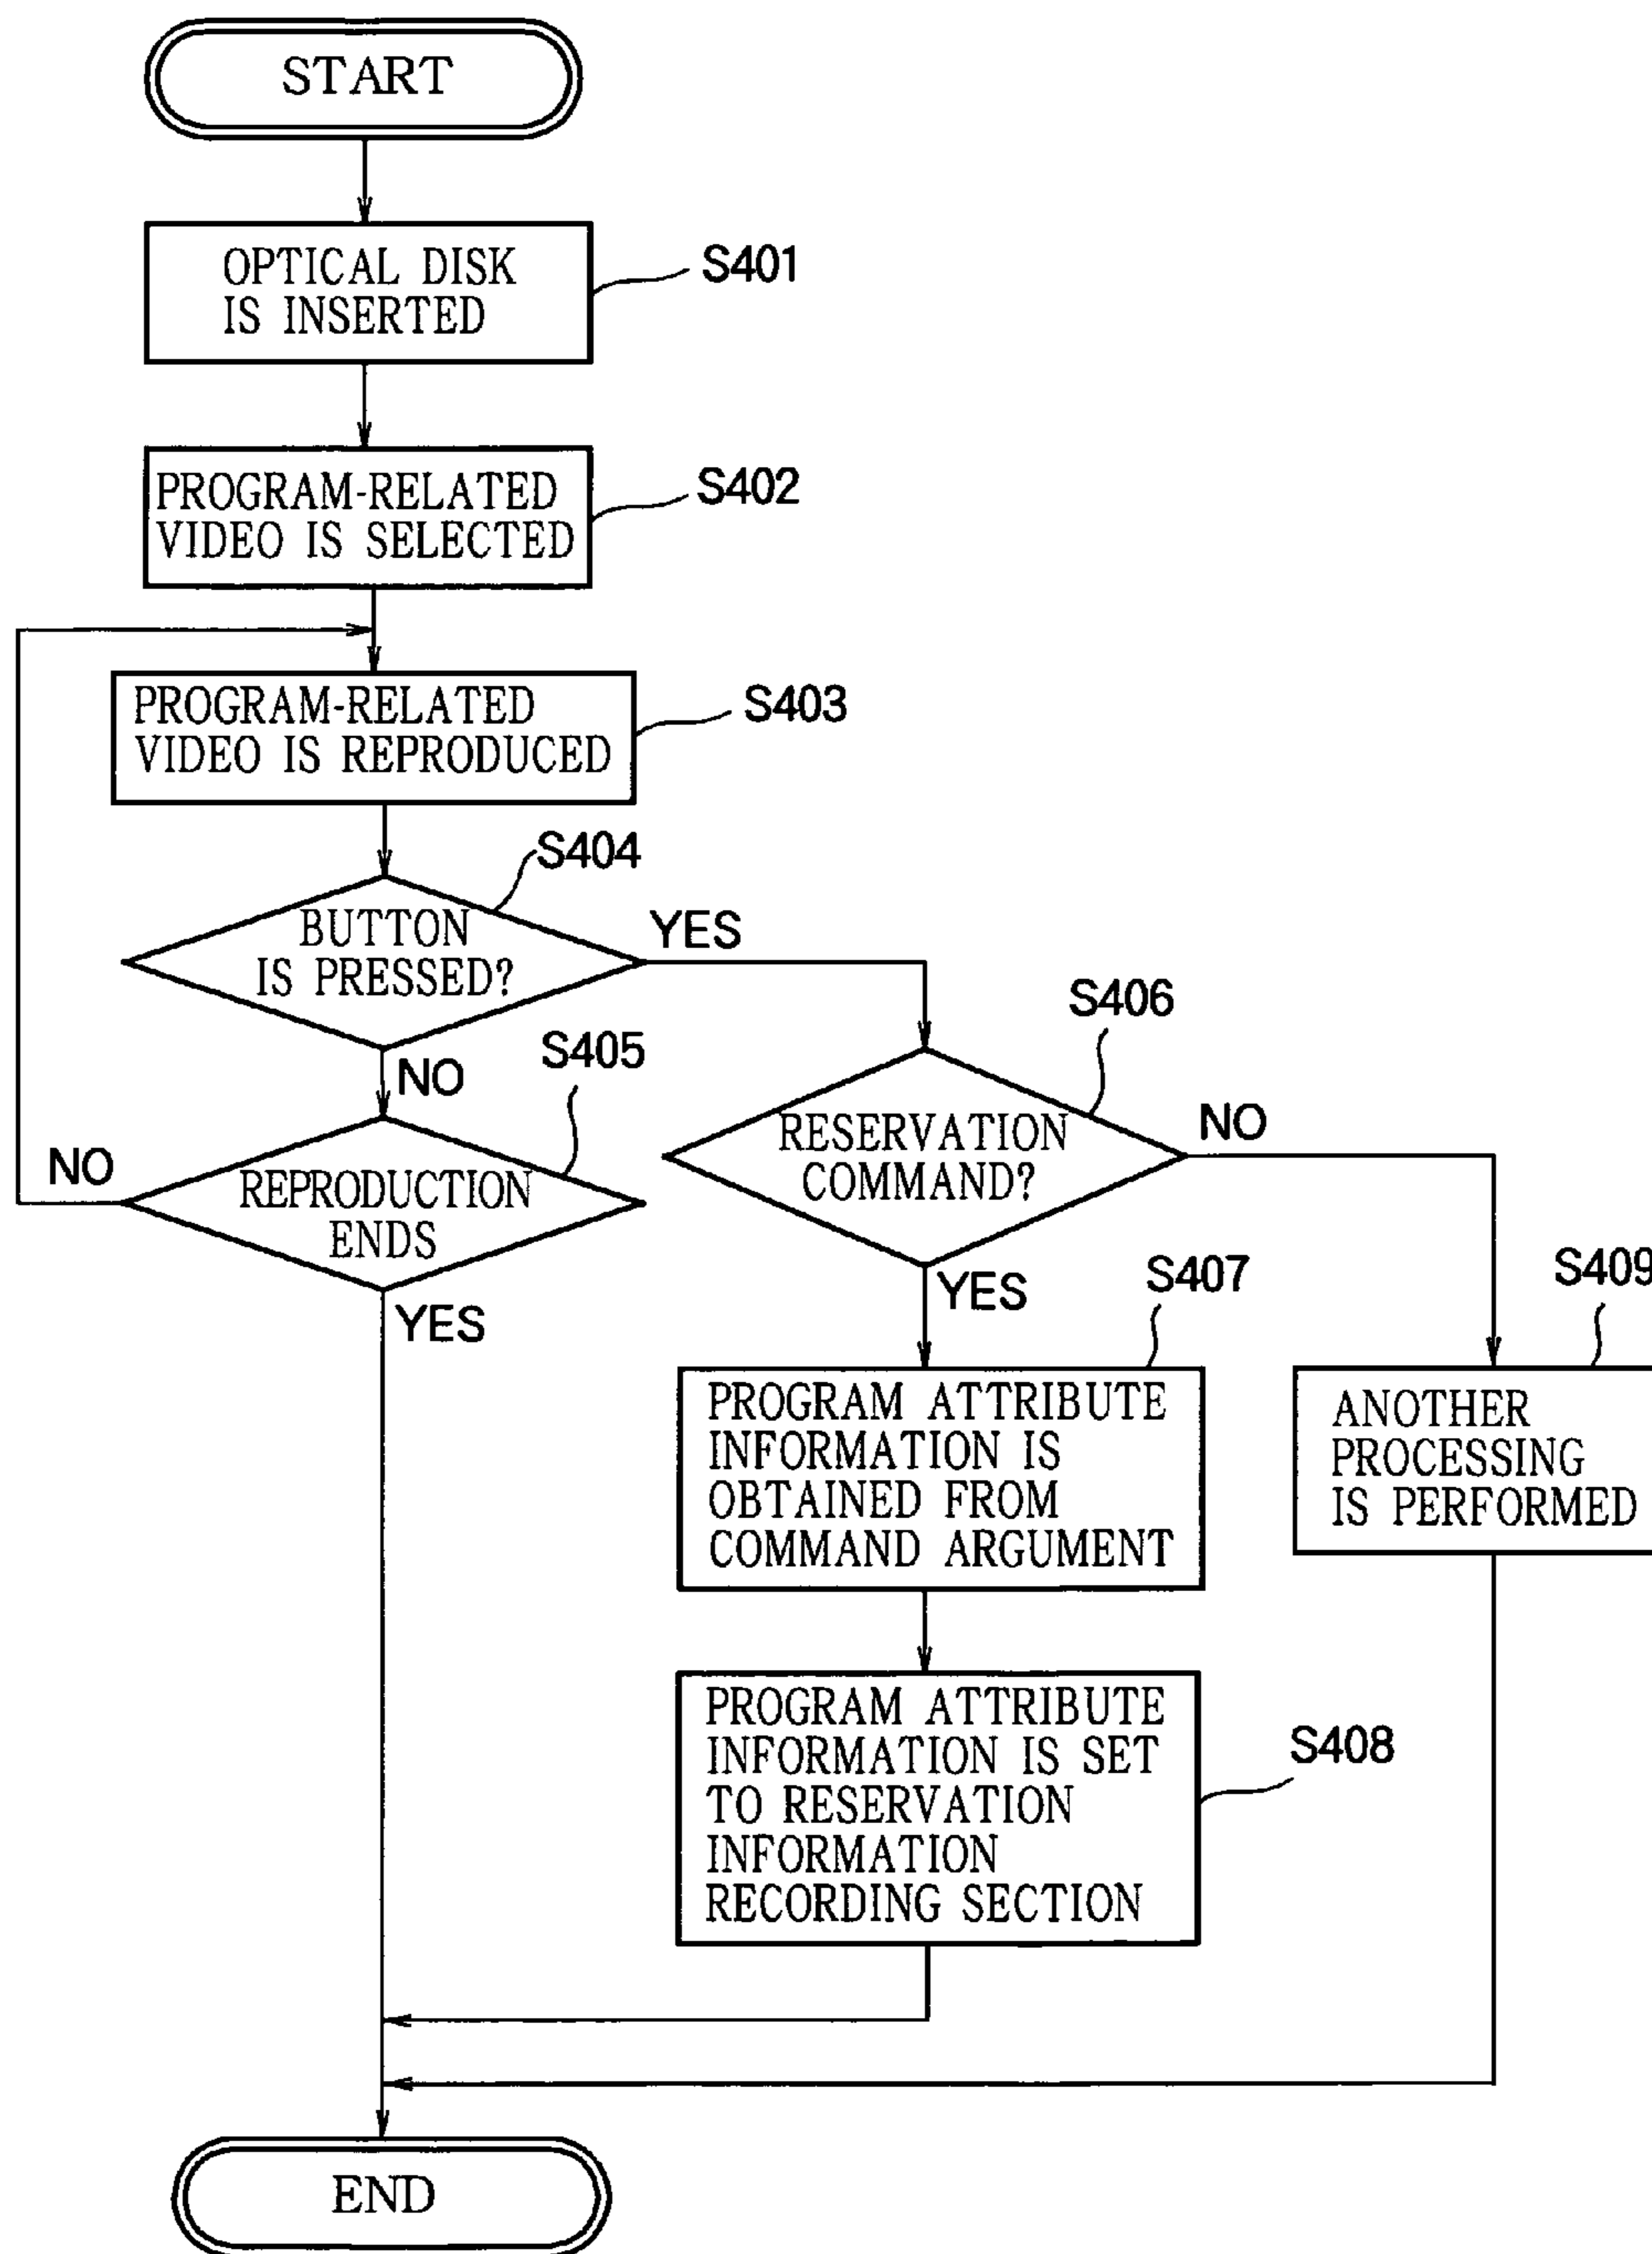 START
OPTICAL DISK
IS INSERTED
S401
PROGRAM-RELATED
VIDEO IS SELECTED
S402
PROGRAM-RELATED
VIDEO IS REPRODUCED
S403
S404
BUTTON
IS PRESSED?
YES
NO
S405
REPRODUCTION
ENDS
NO
YES
S406
RESERVATION
COMMAND?
NO
YES
S407
PROGRAM ATTRIBUTE
INFORMATION IS
OBTAINED FROM
COMMAND ARGUMENT
S409
ANOTHER
PROCESSING
IS PERFORMED
PROGRAM ATTRIBUTE
INFORMATION IS SET
TO RESERVATION
INFORMATION
RECORDING SECTION
S408
END